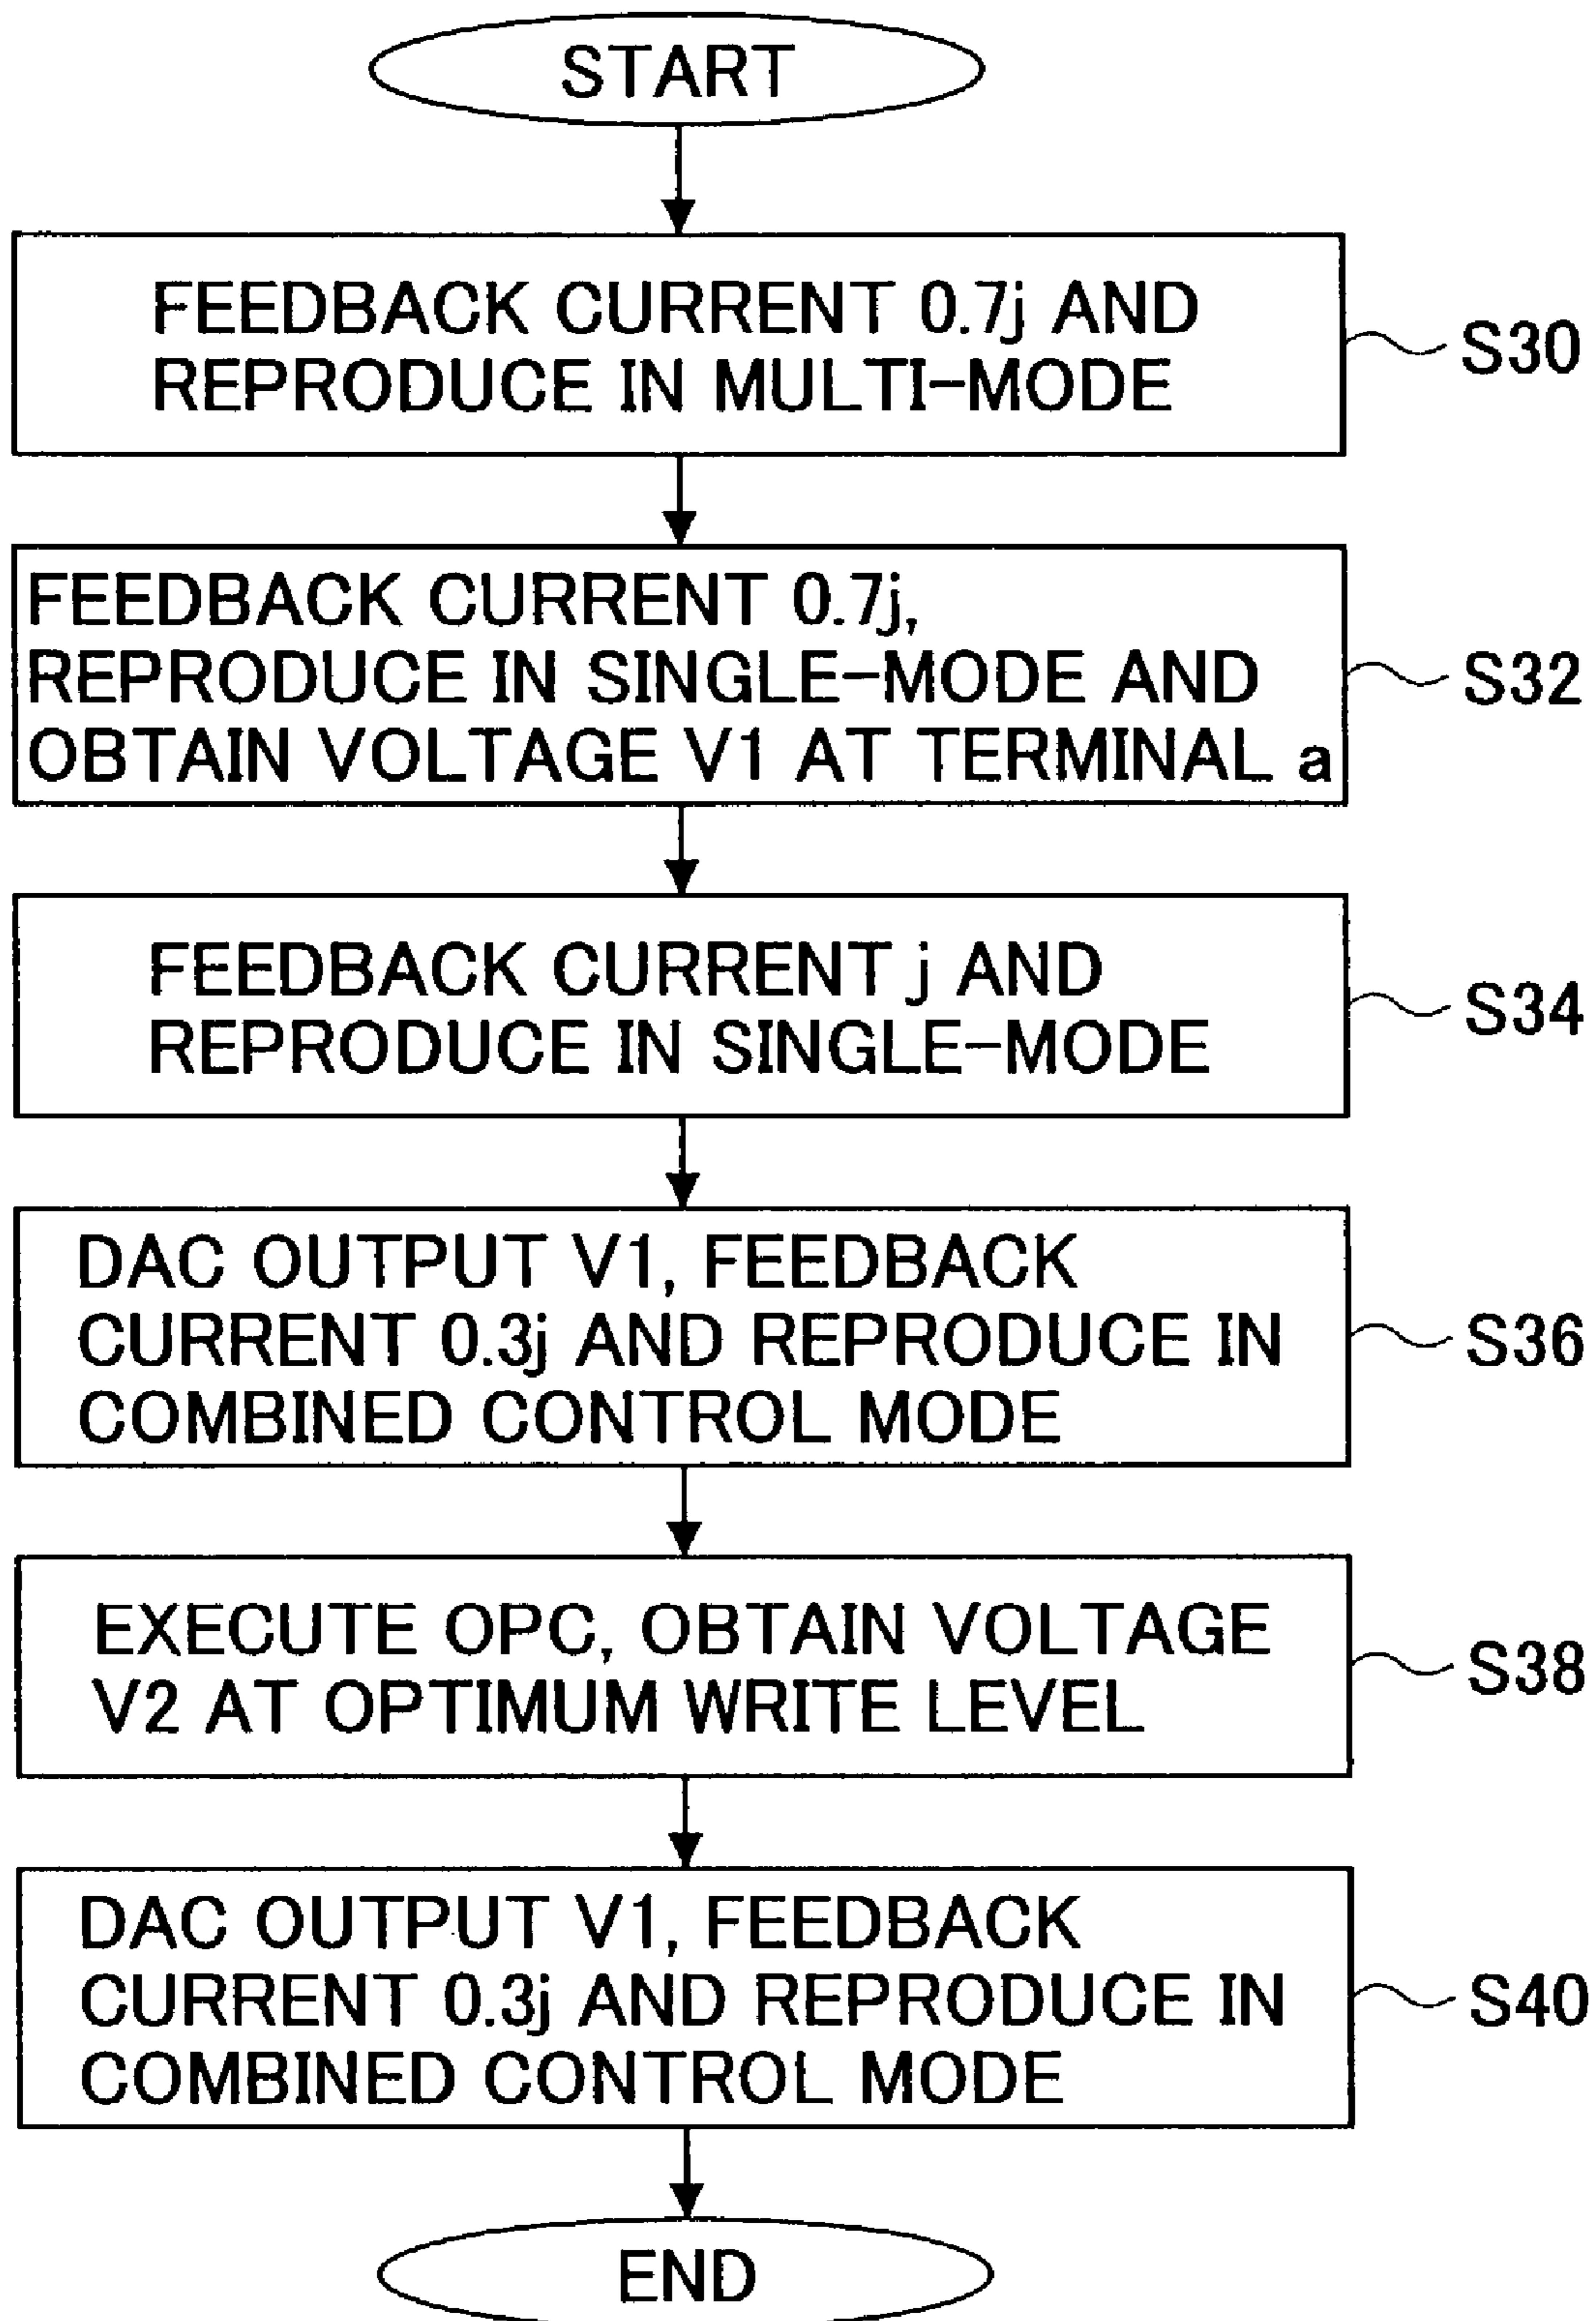 START
FEEDBACK CURRENT 0.7j AND
REPRODUCE IN MULTI-MODE
S30
FEEDBACK CURRENT 0.7j,
REPRODUCE IN SINGLE-MODE AND
OBTAIN VOLTAGE V1 AT TERMINAL a
S32
FEEDBACK CURRENT j AND
REPRODUCE IN SINGLE-MODE
S34
DAC OUTPUT V1, FEEDBACK
CURRENT 0.3j AND REPRODUCE IN
COMBINED CONTROL MODE
S36
EXECUTE OPC, OBTAIN VOLTAGE
V2 AT OPTIMUM WRITE LEVEL
S38
DAC OUTPUT V1, FEEDBACK
CURRENT 0.3j AND REPRODUCE IN
COMBINED CONTROL MODE
S40
END